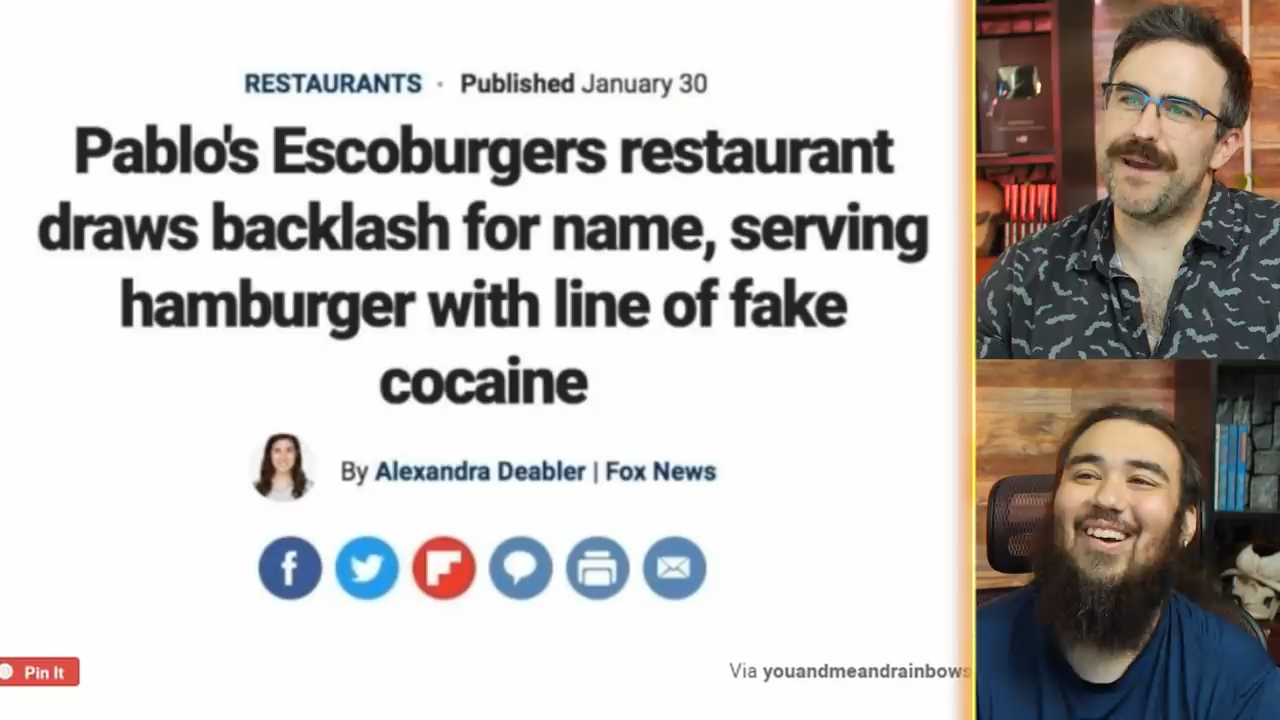 RESTAURANTS · Published January 30
Pablo's Escoburgers restaurant
draws backlash for name, serving
hamburger with line of fake
cocaine
By Alexandra Deabler | Fox News
Pin It
Via youandmeandrainbows